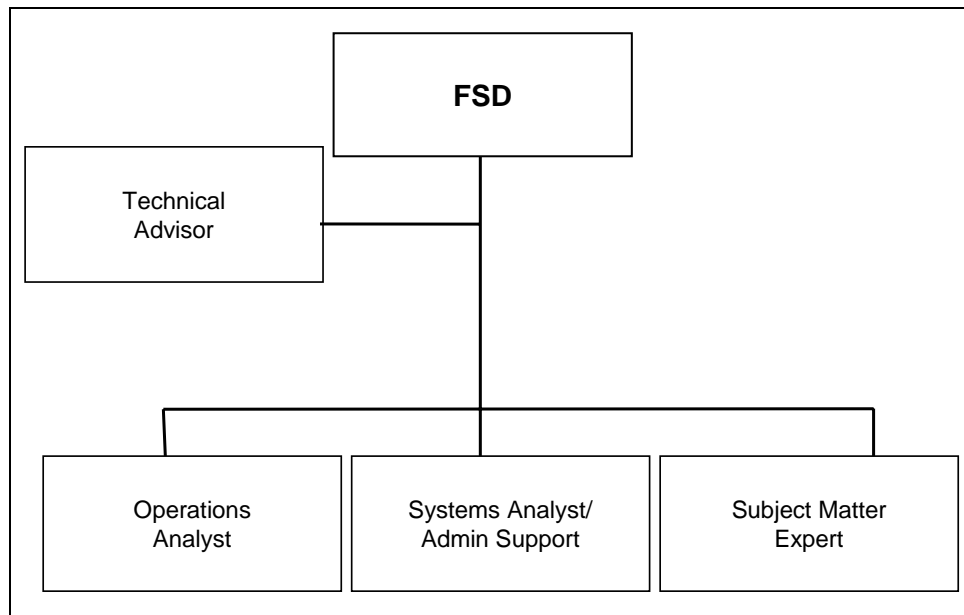 FSD
Technical
Advisor
Operations
Analyst
Systems Analyst/
Admin Support
Subject Matter
Expert